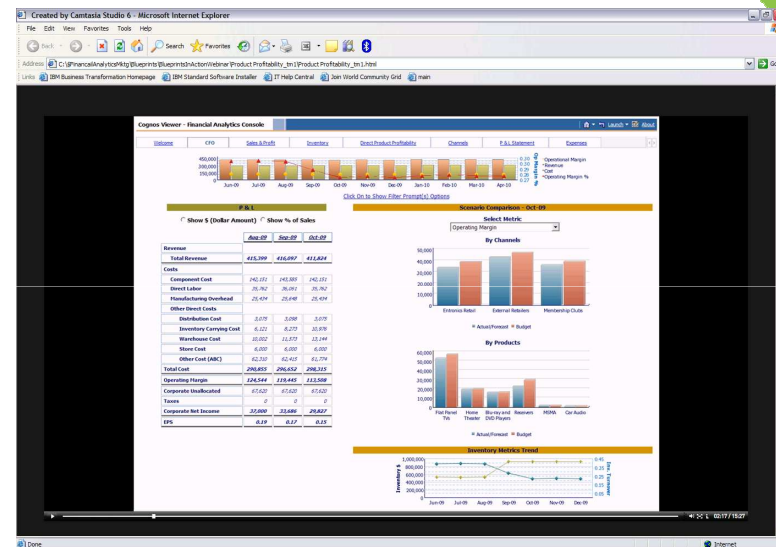 Created by Camtasia Studio 6 - Microsoft Internet Explorer
File Edit View Favorites Tools Help
Back Search Favorites
Address C:\@FinancialAnalyticsMktg\Blueprints\BlueprintsInActionWebinar\Product Profitability_tm1\Product Profitability_tm1.html Go
Links IBM Business Transformation Homepage IBM Standard Software Installer IT Help Central Join World Community Grid main
Cognos Viewer - Financial Analytics Console Launch About
Welcome CFO Sales & Profit Inventory Direct Product Profitability Channels P & L Statement Expenses
450,000
250,000
150,000
0
Jun-09 Jul-09 Aug-09 Sep-09 Oct-09 Nov-09 Dec-09 Jan-10 Feb-10 Mar-10 Apr-10
0.30
0.29
0.28
0.27
Op Margin %
Operational Margin
Revenue
Cost
Operating Margin %
Click On to Show Filter Prompt(s) Options
P & L
Show $ (Dollar Amount) Show % of Sales
Aug-09 Sep-09 Oct-09
Revenue
Total Revenue 415,399 416,097 411,824
Costs
Component Cost 142,151 143,385 142,151
Direct Labor 35,762 36,091 35,762
Manufacturing Overhead 25,434 25,648 25,434
Other Direct Costs
Distribution Cost 3,075 3,098 3,075
Inventory Carrying Cost 6,121 8,273 10,976
Warehouse Cost 10,002 11,573 13,144
Store Cost 6,000 6,000 6,000
Other Cost (ABC) 62,310 62,415 61,774
Total Cost 290,855 296,652 298,315
Operating Margin 124,544 119,445 113,508
Corporate Unallocated 67,620 67,620 67,620
Taxes 0 0 0
Corporate Net Income 37,000 33,686 29,827
EPS 0.19 0.17 0.15
Scenario Comparison - Oct-09
Select Metric
Operating Margin
By Channels
50,000
40,000
30,000
20,000
10,000
0
Entronics Retail External Retailers Membership Clubs
Actual/Forecast Budget
By Products
60,000
50,000
40,000
30,000
20,000
10,000
0
Flat Panel TVs Home Theater Blu-ray and DVD Players Receivers MSMA Car Audio
Actual/Forecast Budget
Inventory Metrics Trend
Inventory $
1,000,000
800,000
600,000
400,000
200,000
0
Jun-09 Jul-09 Aug-09 Sep-09 Oct-09 Nov-09 Dec-09
0.45
0.35
0.25
0.15
0.05
Inv. Turnover
02:17 / 15:27
Done Internet